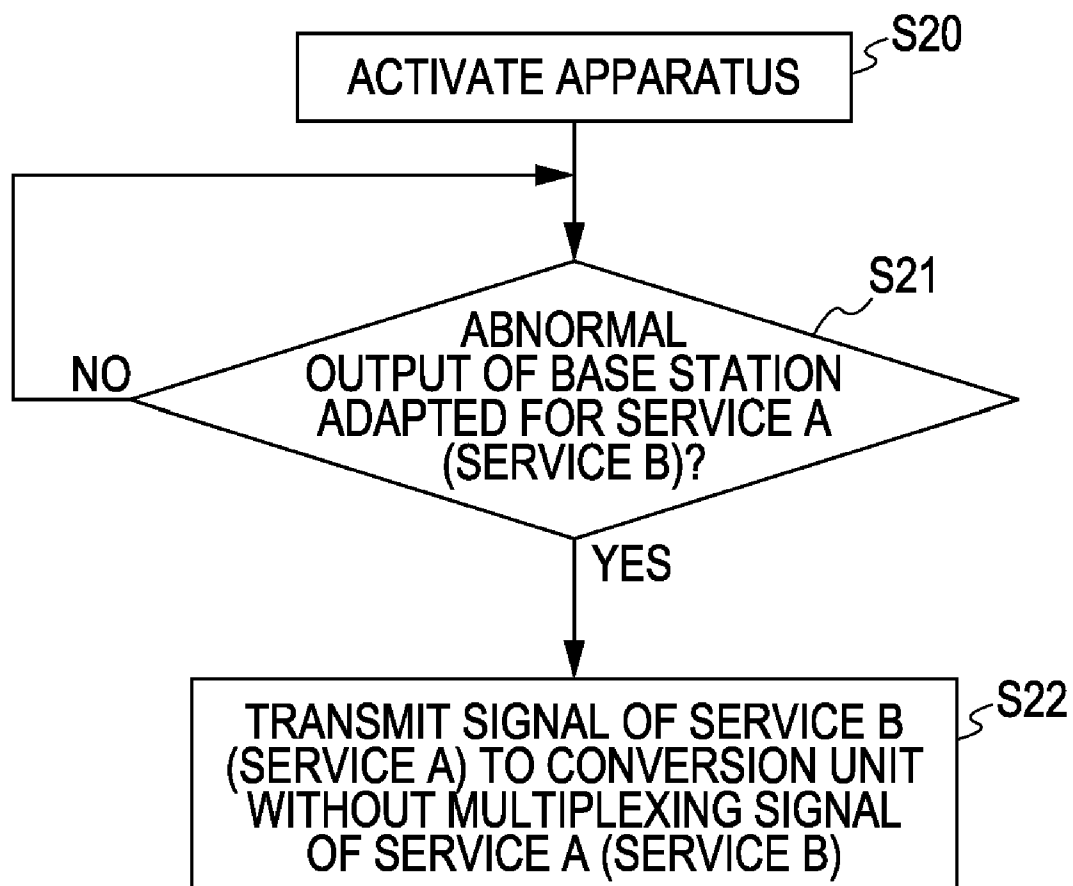 ACTIVATE APPARATUS
S20
S21
ABNORMAL
OUTPUT OF BASE STATION
ADAPTED FOR SERVICE A
(SERVICE B)?
NO
YES
S22
TRANSMIT SIGNAL OF SERVICE B
(SERVICE A) TO CONVERSION UNIT
WITHOUT MULTIPLEXING SIGNAL
OF SERVICE A (SERVICE B)